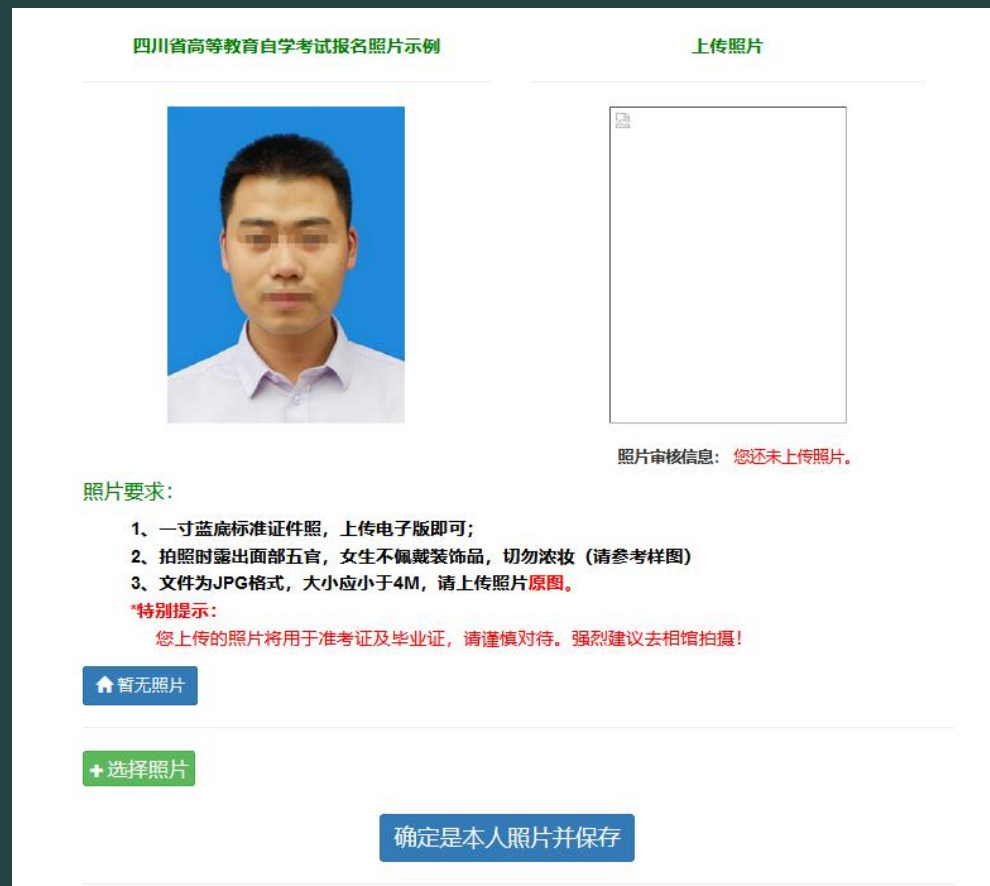 四川省高等教育自学考试报名照片示例
上传照片
照片审核信息: 您还未上传照片。
照片要求:
1、一寸蓝底标准证件照，上传电子版即可;
2、拍照时露出面部五官，女生不佩戴装饰品，切勿浓妆（请参考样图）
3、文件为JPG格式，大小应小于4M，请上传照片原图。
*特别提示:
您上传的照片将用于准考证及毕业证，请谨慎对待。强烈建议去相馆拍摄!
暂无照片
+选择照片
确定是本人照片并保存